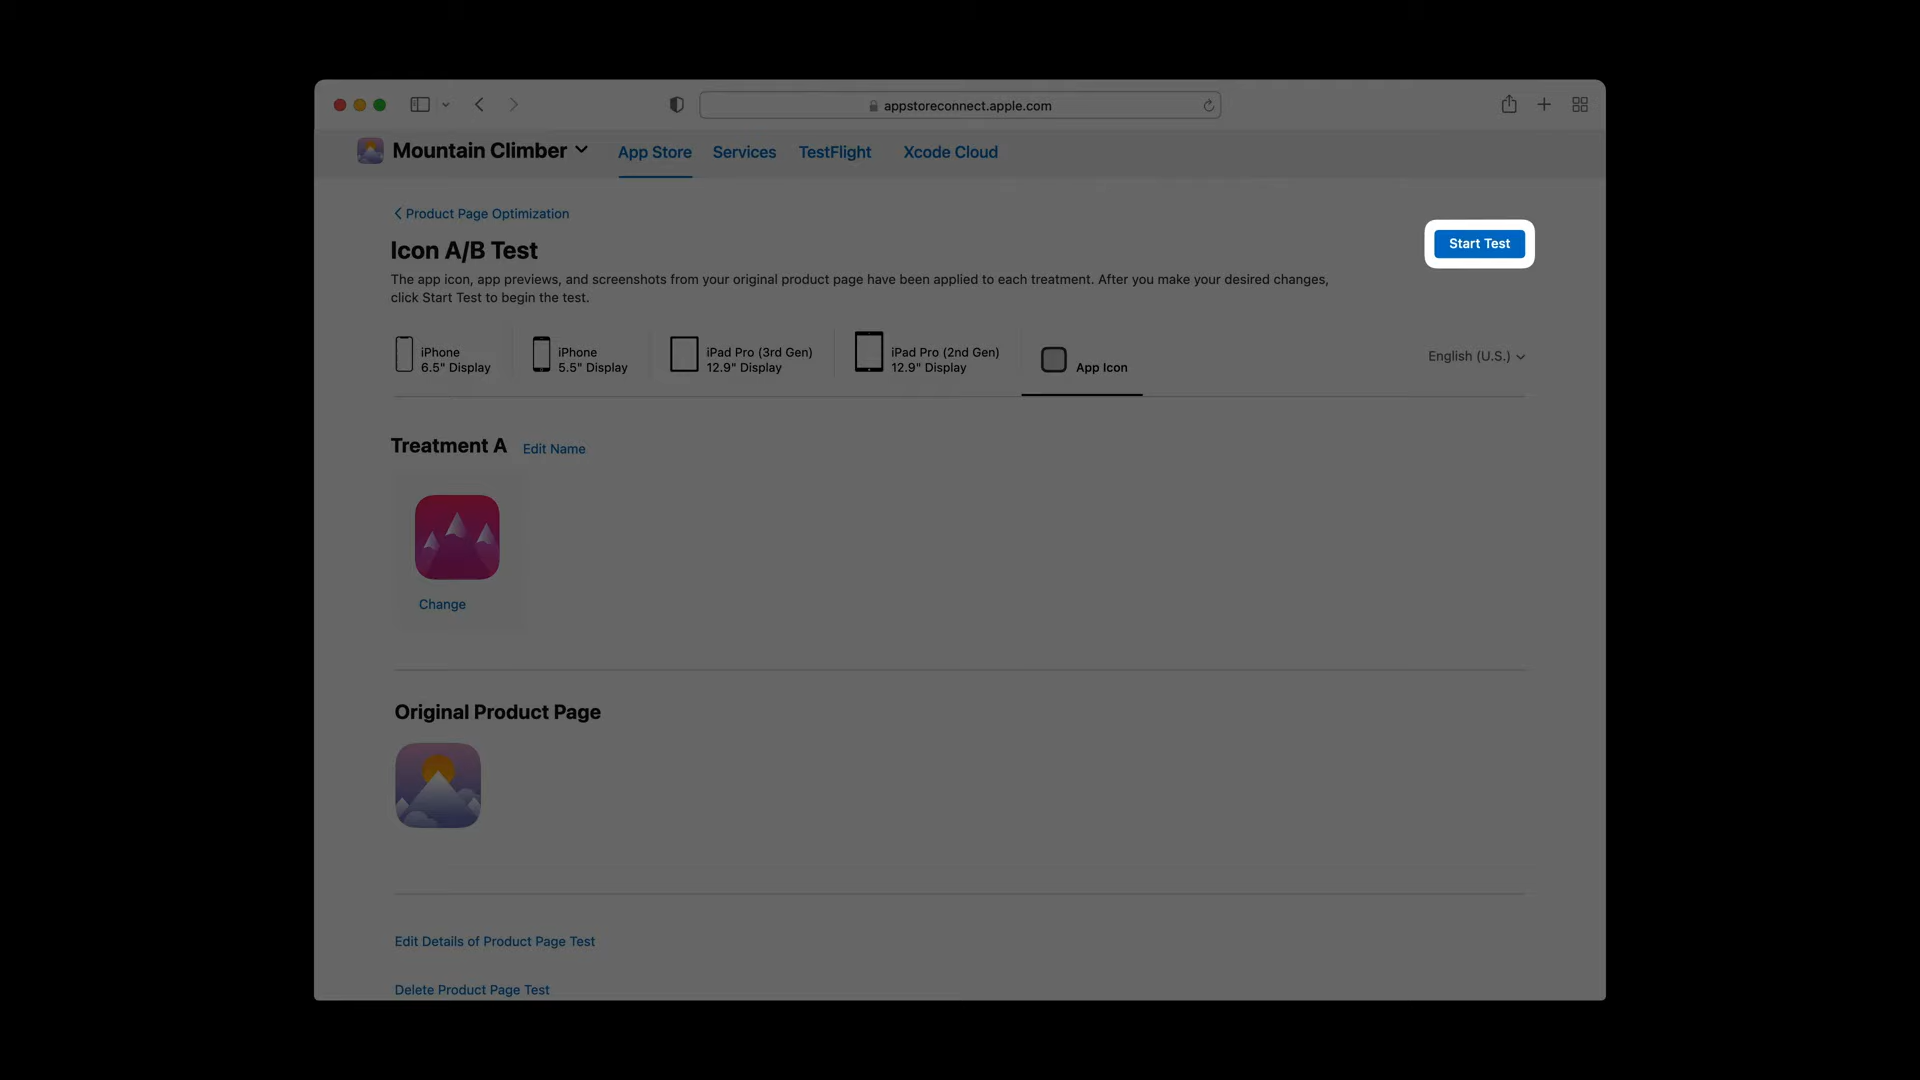 appstoreconnect.apple.com
Mountain Climber
App Store
Services
TestFlight
Xcode Cloud
Product Page Optimization
Icon A/B Test
Start Test
The app icon, app previews, and screenshots from your original product page have been applied to each treatment. After you make your desired changes,
click Start Test to begin the test.
iPhone
6.5" Display
iPhone
5.5" Display
iPad Pro (3rd Gen)
12.9" Display
iPad Pro (2nd Gen)
12.9" Display
App Icon
English (U.S.)
Treatment A
Edit Name
Change
Original Product Page
Edit Details of Product Page Test
Delete Product Page Test